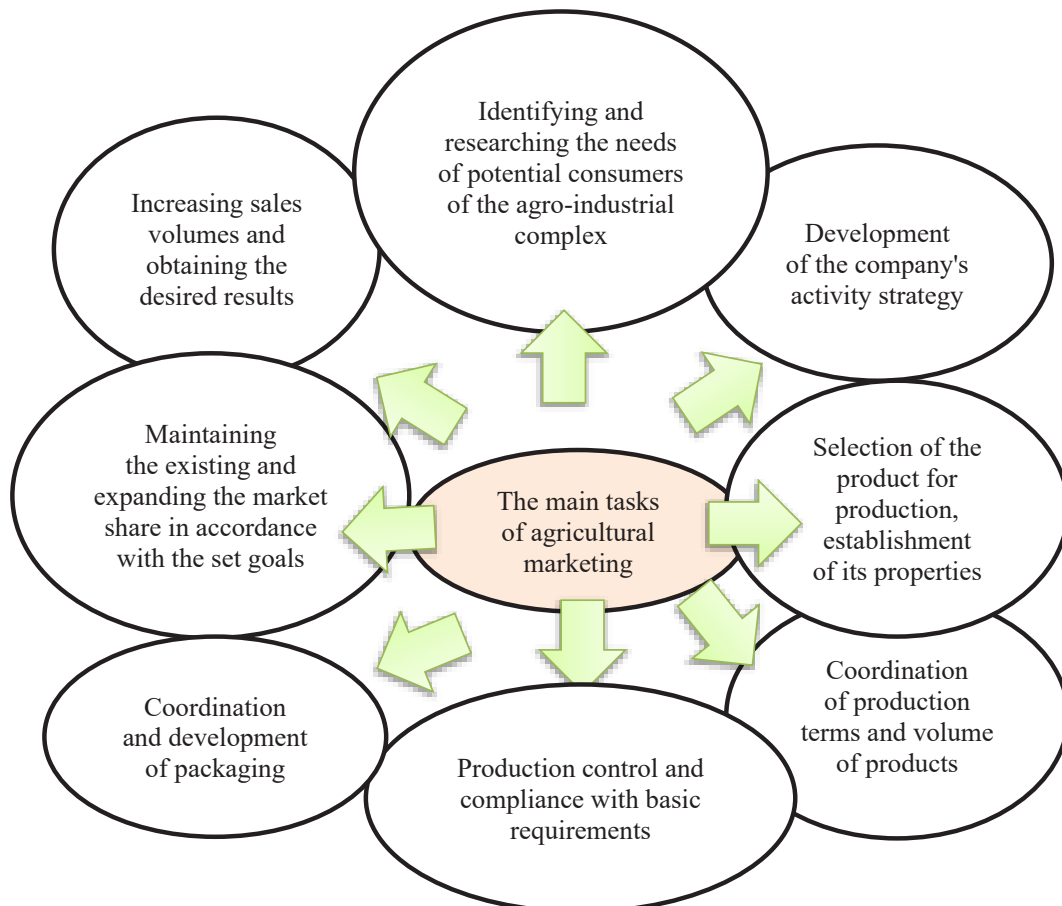 Identifying and
researching the needs
of potential consumers
of the agro-industrial
complex
Increasing sales
volumes and
obtaining the
desired results
Development
of the company's
activity strategy
Maintaining
the existing and
expanding the market
share in accordance
with the set goals
The main tasks
of agricultural
marketing
Selection of the
product for
production,
establishment
of its properties
Coordination
and development
of packaging
Production control and
compliance with basic
requirements
Coordination
of production
terms and volume
of products